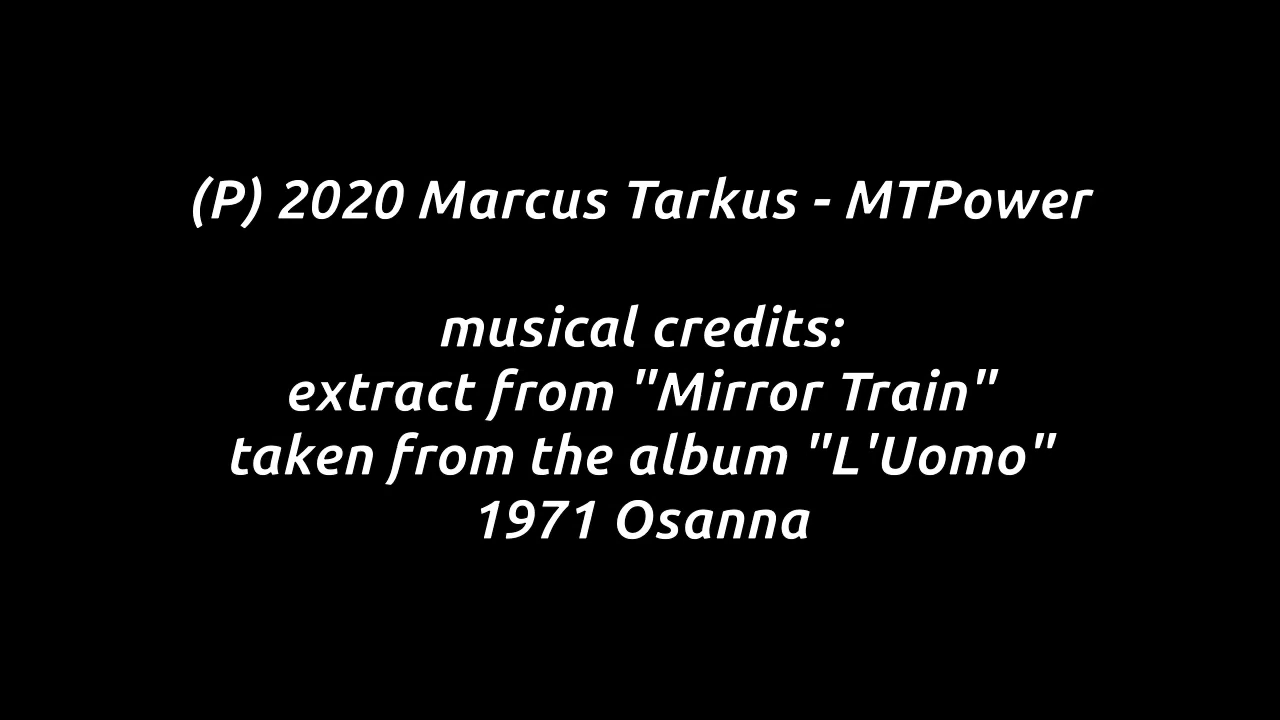 (P) 2020 Marcus Tarkus - MTPower
musical credits:
extract from "Mirror Train"
taken from the album "L'Uomo"
1971 Osanna